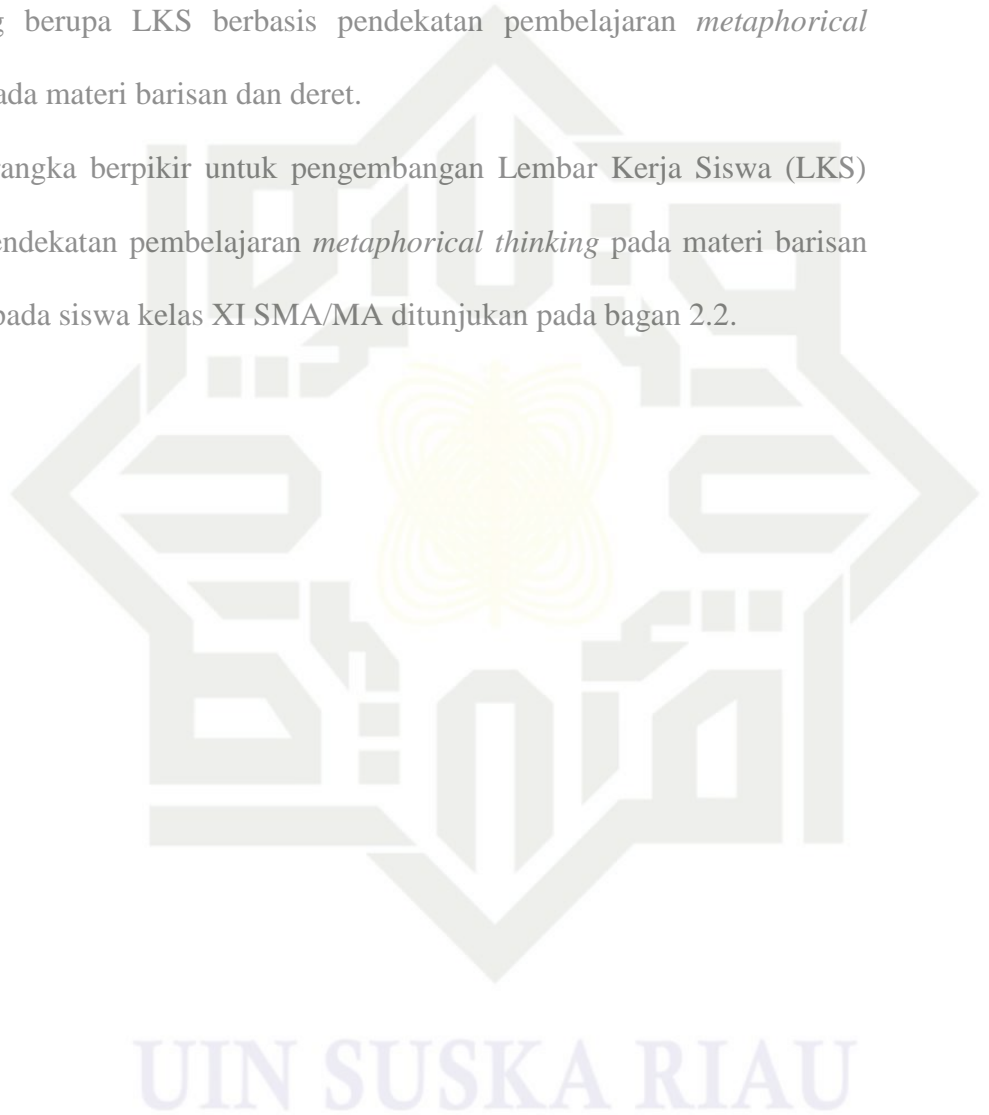 g berupa LKS berbasis pendekatan pembelajaran metaphorical
ada materi barisan dan deret.
angka berpikir untuk pengembangan Lembar Kerja Siswa (LKS)
endekatan pembelajaran metaphorical thinking pada materi barisan
pada siswa kelas XI SMA/MA ditunjukan pada bagan 2.2.
UIN SUSKA RIAU